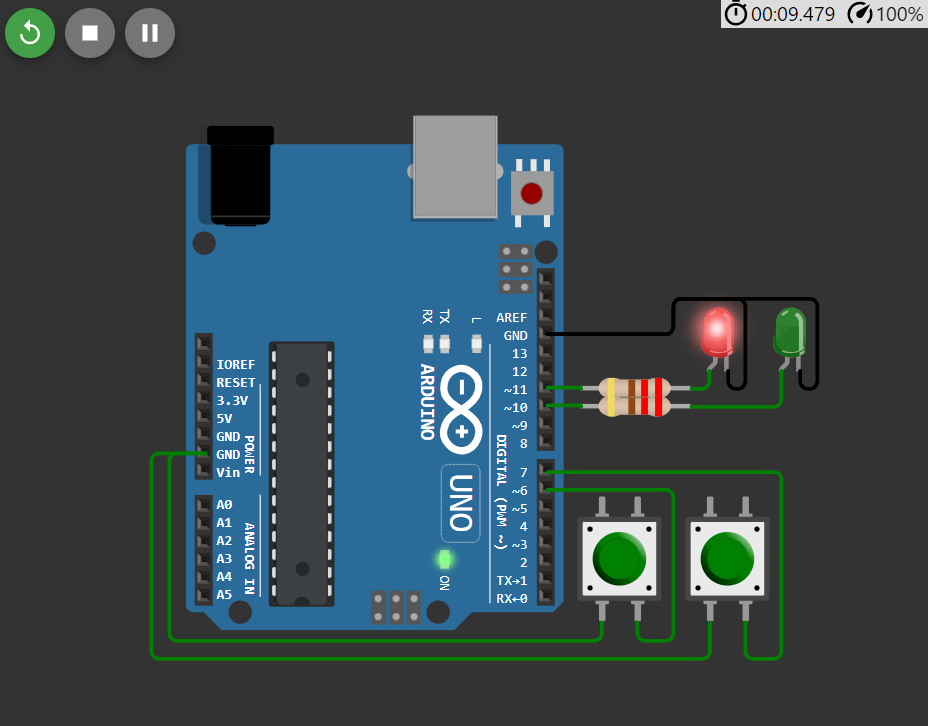 00:09.479 100%
AREF
GND
13
12
~11
~10
~9
8
7
~6
~5
4
~3
2
TX→1
RX←0
DIGITAL (PWM ~)
RX
TX
L
ARDUINO
UNO
ON
IOREF
RESET
3.3V
5V
GND
GND
Vin
POWER
A0
A1
A2
A3
A4
A5
ANALOG IN